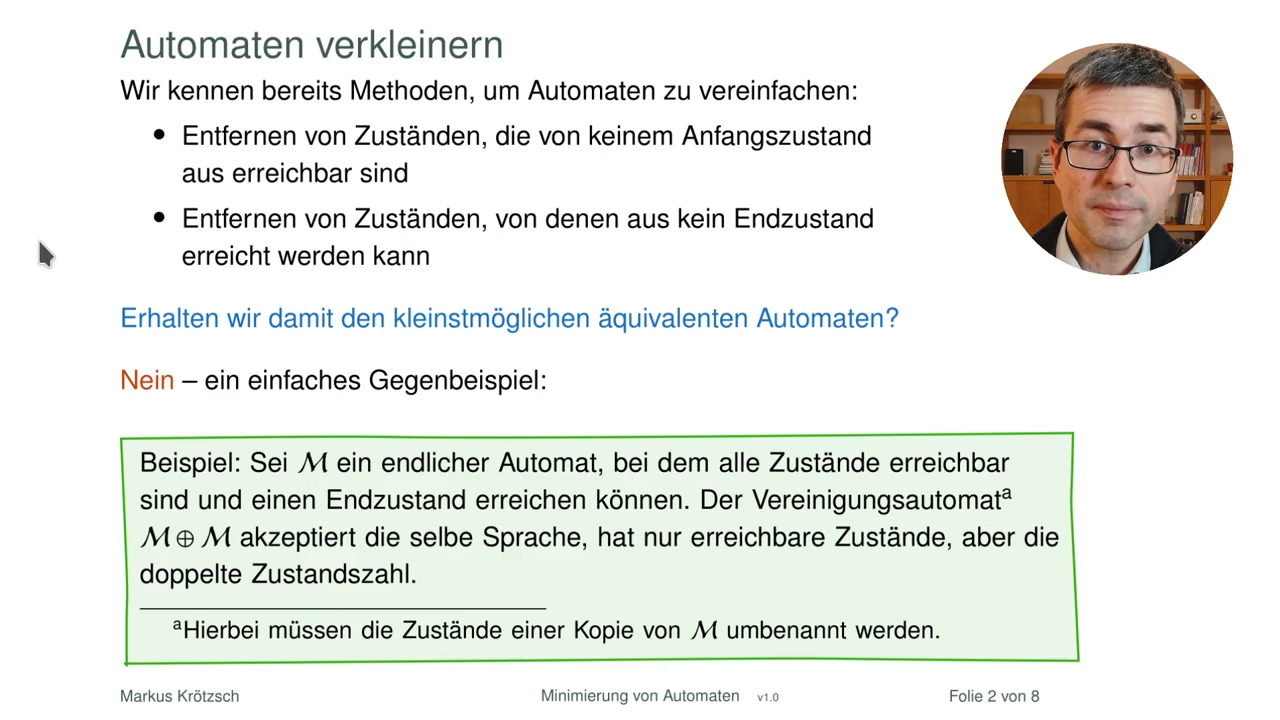 Automaten verkleinern
Wir kennen bereits Methoden, um Automaten zu vereinfachen:
• Entfernen von Zuständen, die von keinem Anfangszustand
aus erreichbar sind
• Entfernen von Zuständen, von denen aus kein Endzustand
erreicht werden kann
Erhalten wir damit den kleinstmöglichen äquivalenten Automaten?
Nein – ein einfaches Gegenbeispiel:
Beispiel: Sei ℳ ein endlicher Automat, bei dem alle Zustände erreichbar
sind und einen Endzustand erreichen können. Der Vereinigungsautomatᵃ
ℳ ⊕ ℳ akzeptiert die selbe Sprache, hat nur erreichbare Zustände, aber die
doppelte Zustandszahl.
ᵃHierbei müssen die Zustände einer Kopie von ℳ umbenannt werden.
Markus Krötzsch Minimierung von Automaten v1.0 Folie 2 von 8